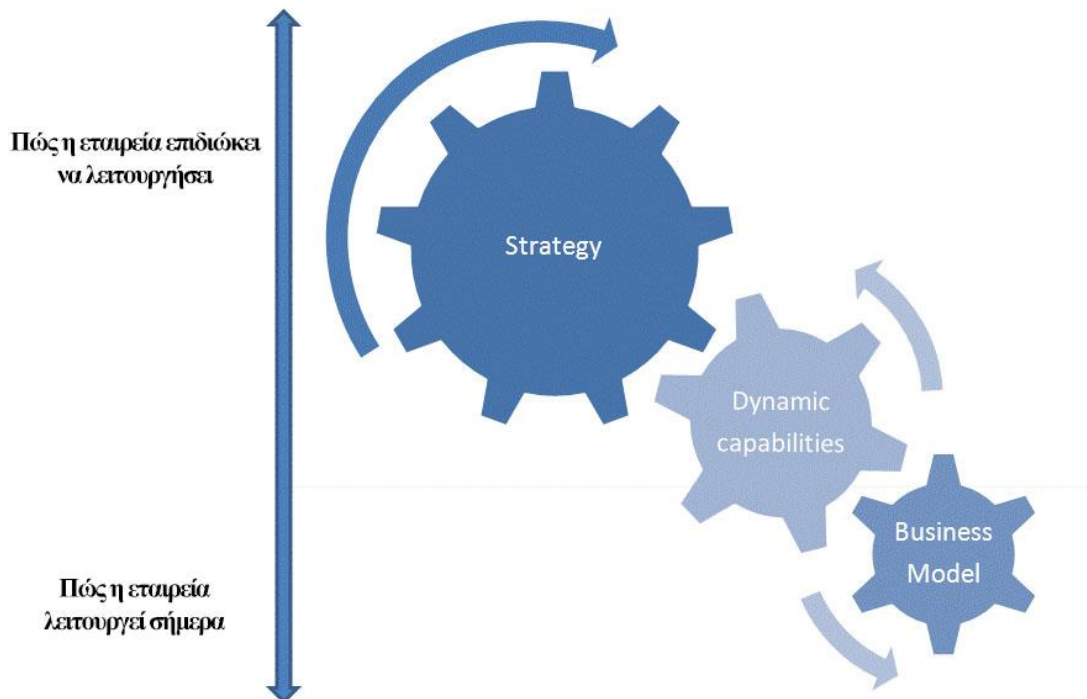 Πώς η εταιρεία επιδιώκει
να λειτουργήσει
Strategy
Dynamic
capabilities
Business
Model
Πώς η εταιρεία
λειτουργεί σήμερα